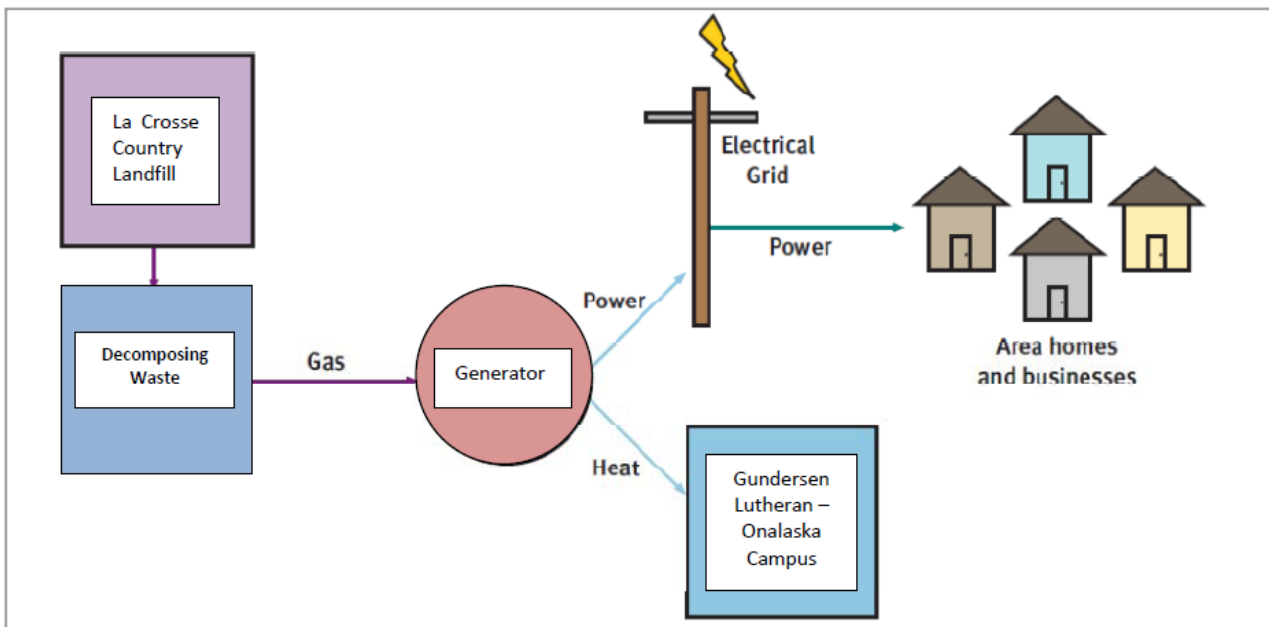 La Crosse
Country
Landfill
Decomposing
Waste
Gas
Generator
Power
Heat
Electrical
Grid
Power
Area homes
and businesses
Gundersen
Lutheran –
Onalaska
Campus